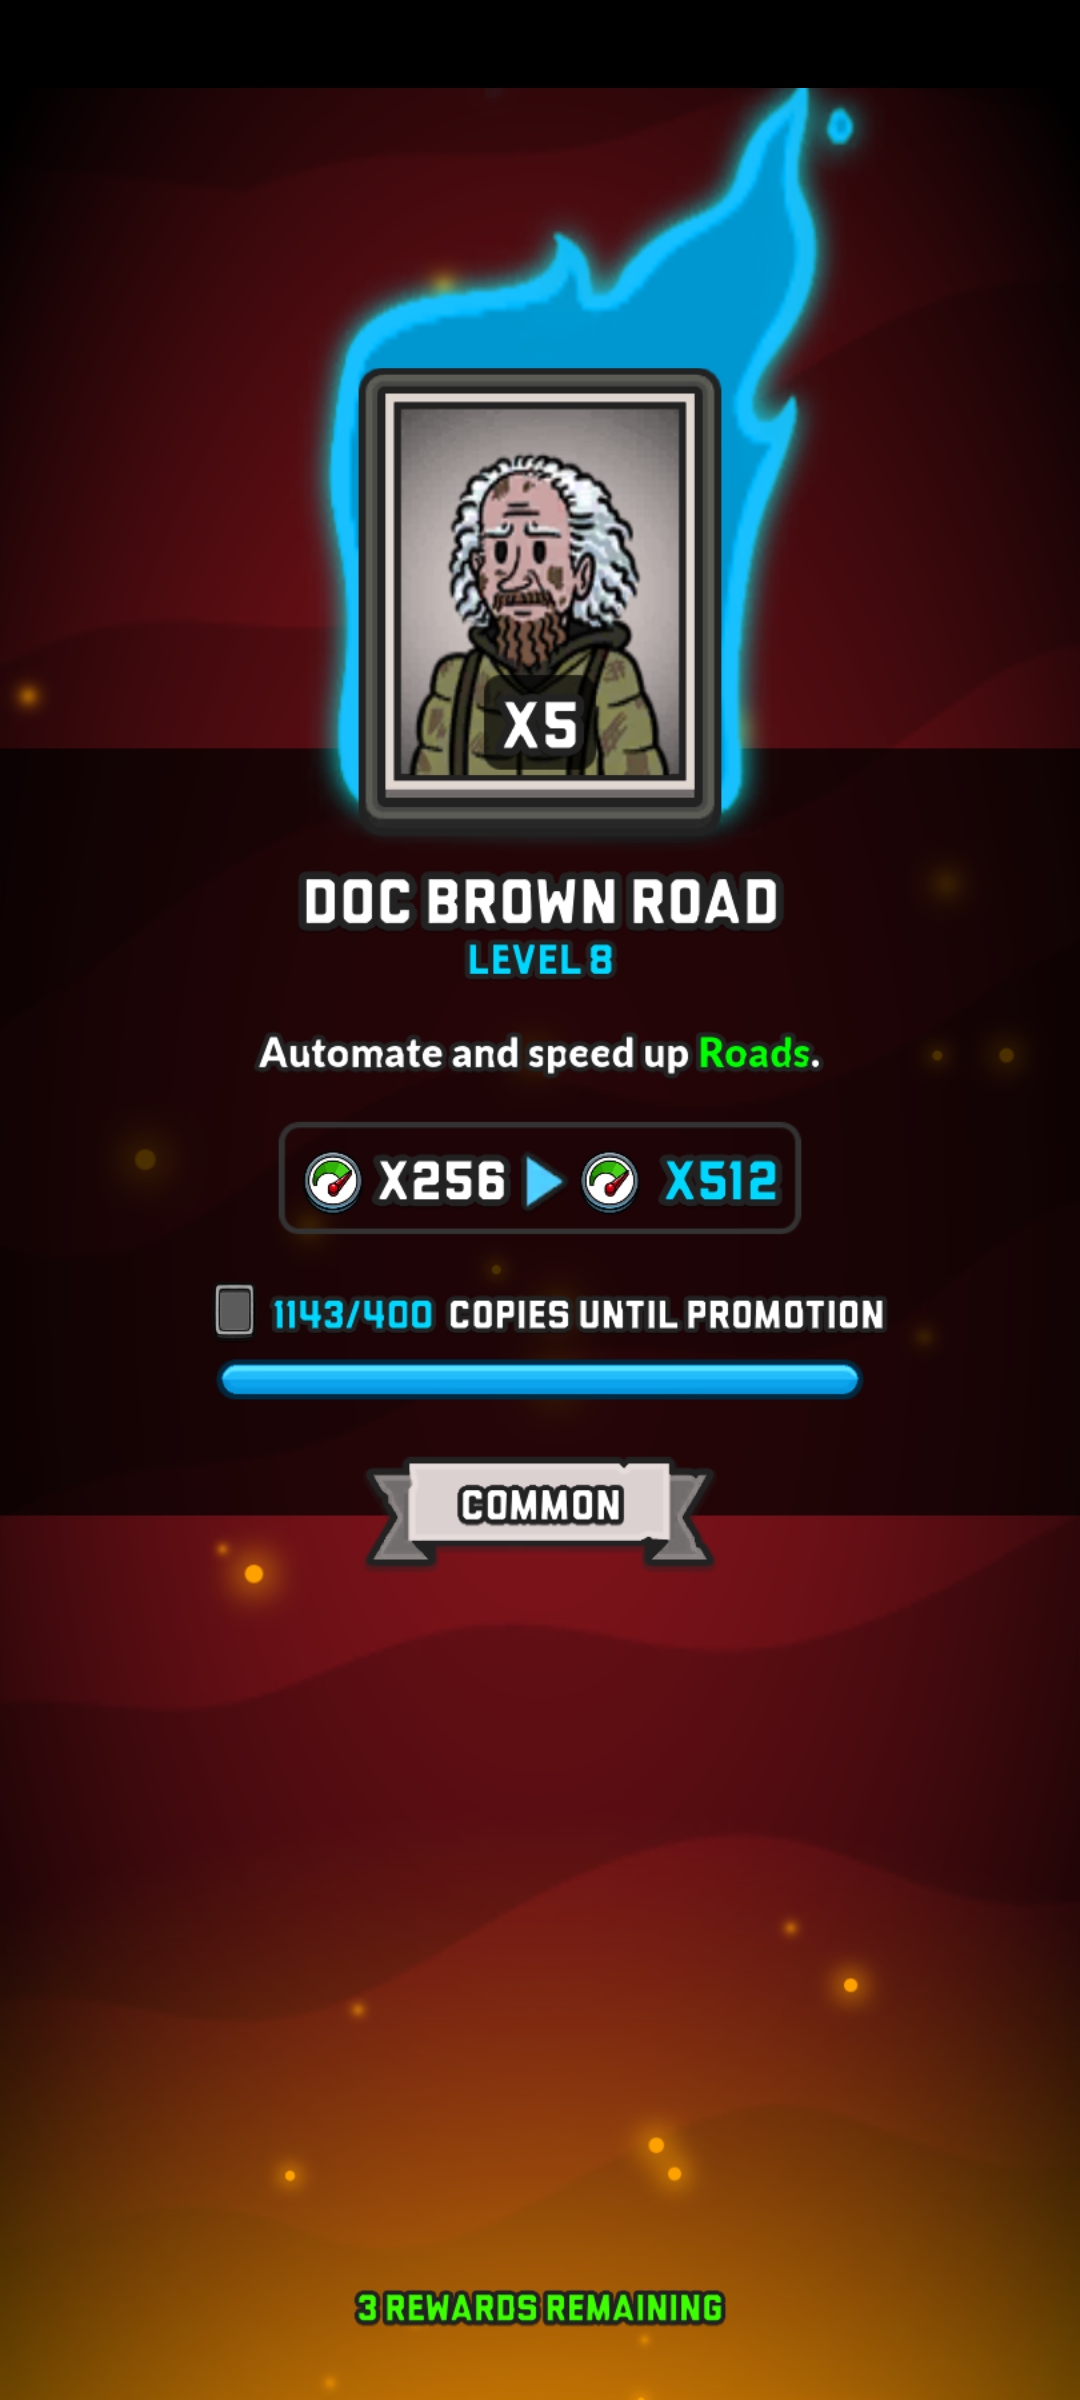 X5
DOC BROWN ROAD
LEVEL 8
Automate and speed up Roads.
X256 X512
1143/400 COPIES UNTIL PROMOTION
COMMON
3 REWARDS REMAINING